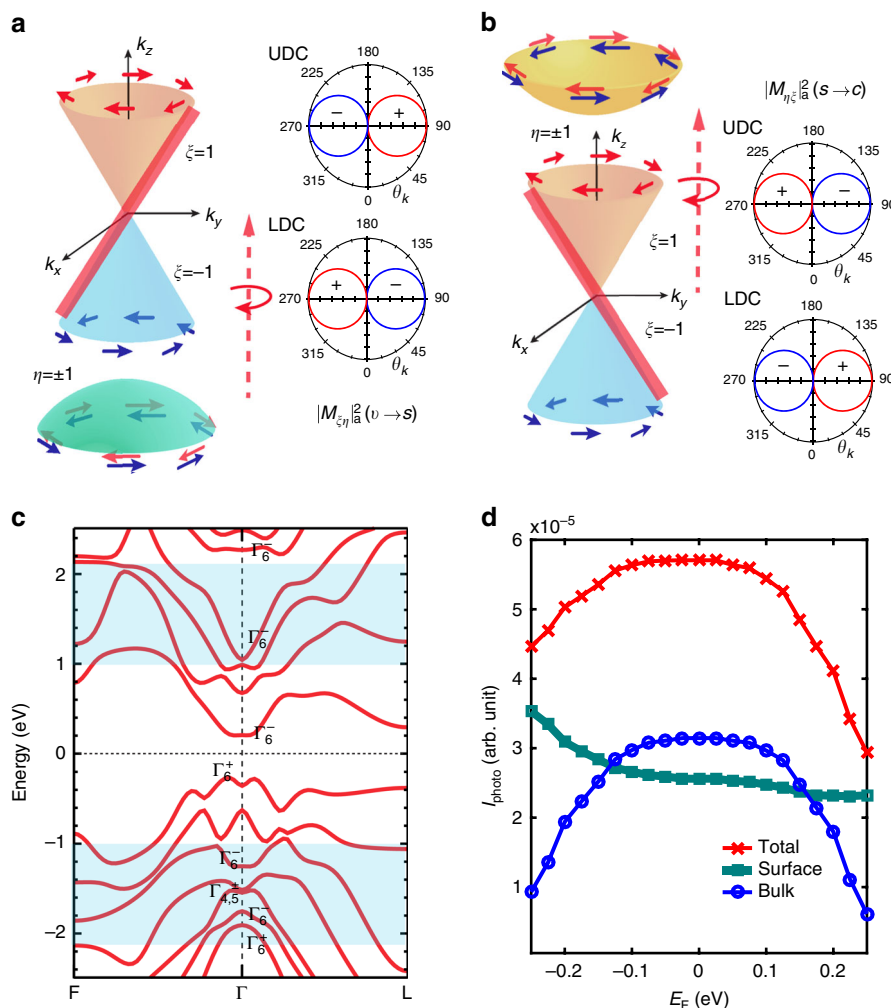 a
k_z
ξ=1
k_y
k_x
ξ=−1
η=±1
UDC
180
225
135
−
+
270
90
315
45
0
θ_k
LDC
180
225
135
+
−
270
90
315
45
0
θ_k
|M_ξη|²_a (υ→s)
b
|M_ηξ|²_a (s→c)
η=±1
k_z
ξ=1
k_y
k_x
ξ=−1
UDC
180
225
135
+
−
270
90
315
45
0
θ_k
LDC
180
225
135
−
+
270
90
315
45
0
θ_k
c
Energy (eV)
2
1
0
−1
−2
Γ₆⁻
Γ₆⁻
Γ₆⁻
Γ₆⁺
Γ₆⁻
Γ₄,₅^±
Γ₆⁻
Γ₆⁺
F
Γ
L
d
×10⁻⁵
I_photo (arb. unit)
6
5
4
3
2
1
Total
Surface
Bulk
−0.2
−0.1
0
0.1
0.2
E_F (eV)